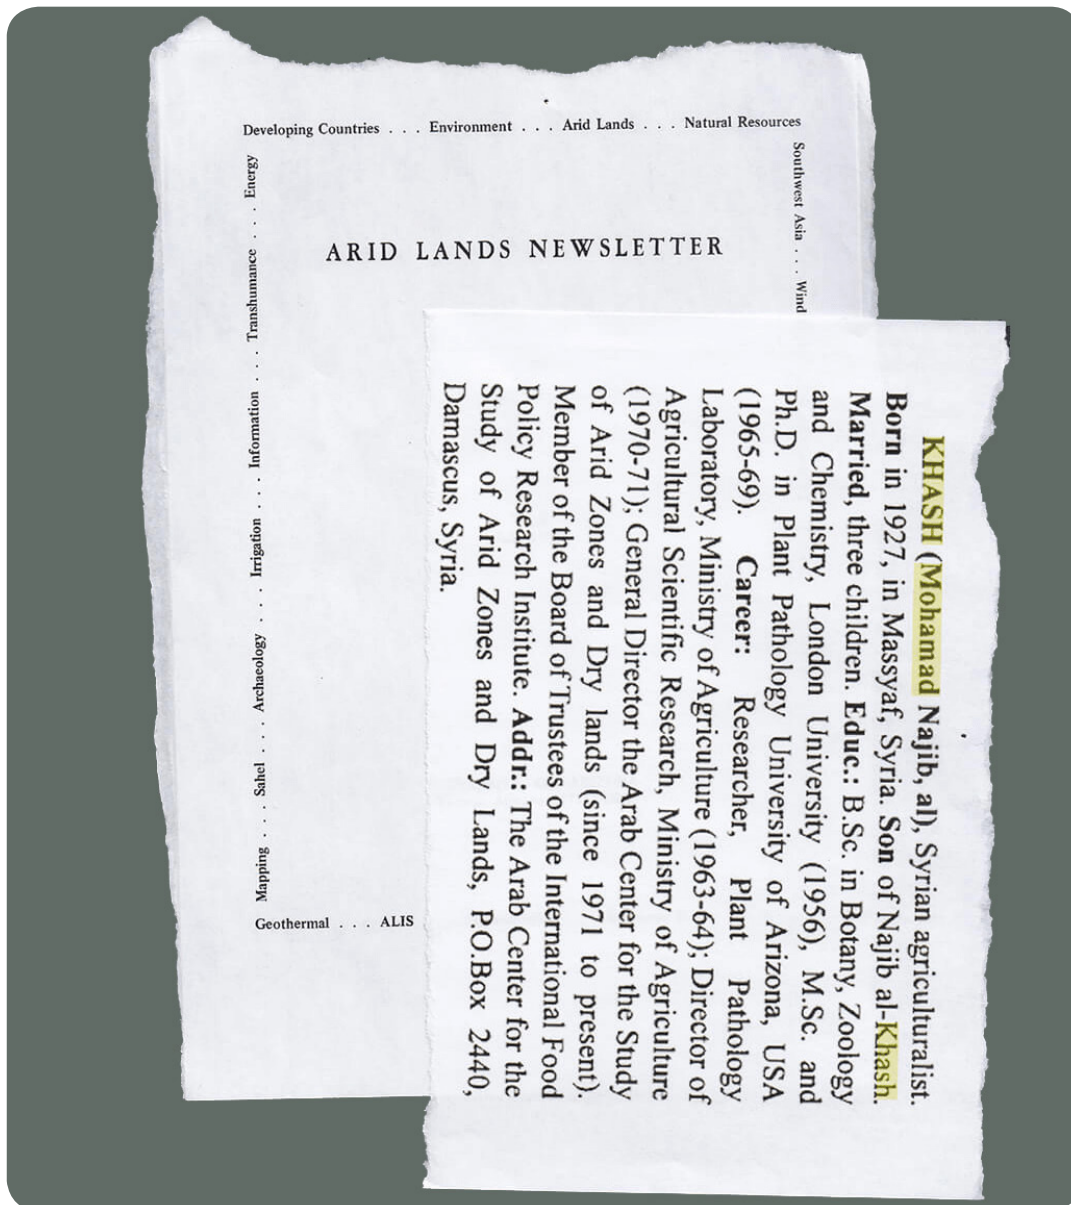 Developing Countries . . . Environment . . . Arid Lands . . . Natural Resources
Southwest Asia . . . Wind
Mapping . . . Sahel . . . Archaeology . . . Irrigation . . . Information . . . Transhumance . . . Energy
ARID LANDS NEWSLETTER
Geothermal . . . ALIS
KHASH (Mohamad Najib, al), Syrian agriculturalist.
Born in 1927, in Massyaf, Syria. Son of Najib al-Khash.
Married, three children. Educ.: B.Sc. in Botany, Zoology
and Chemistry, London University (1956), M.Sc. and
Ph.D. in Plant Pathology University of Arizona, USA
(1965-69). Career: Researcher, Plant Pathology
Laboratory, Ministry of Agriculture (1963-64); Director of
Agricultural Scientific Research, Ministry of Agriculture
(1970-71); General Director the Arab Center for the Study
of Arid Zones and Dry lands (since 1971 to present).
Member of the Board of Trustees of the International Food
Policy Research Institute. Addr.: The Arab Center for the
Study of Arid Zones and Dry Lands, P.O.Box 2440,
Damascus, Syria.